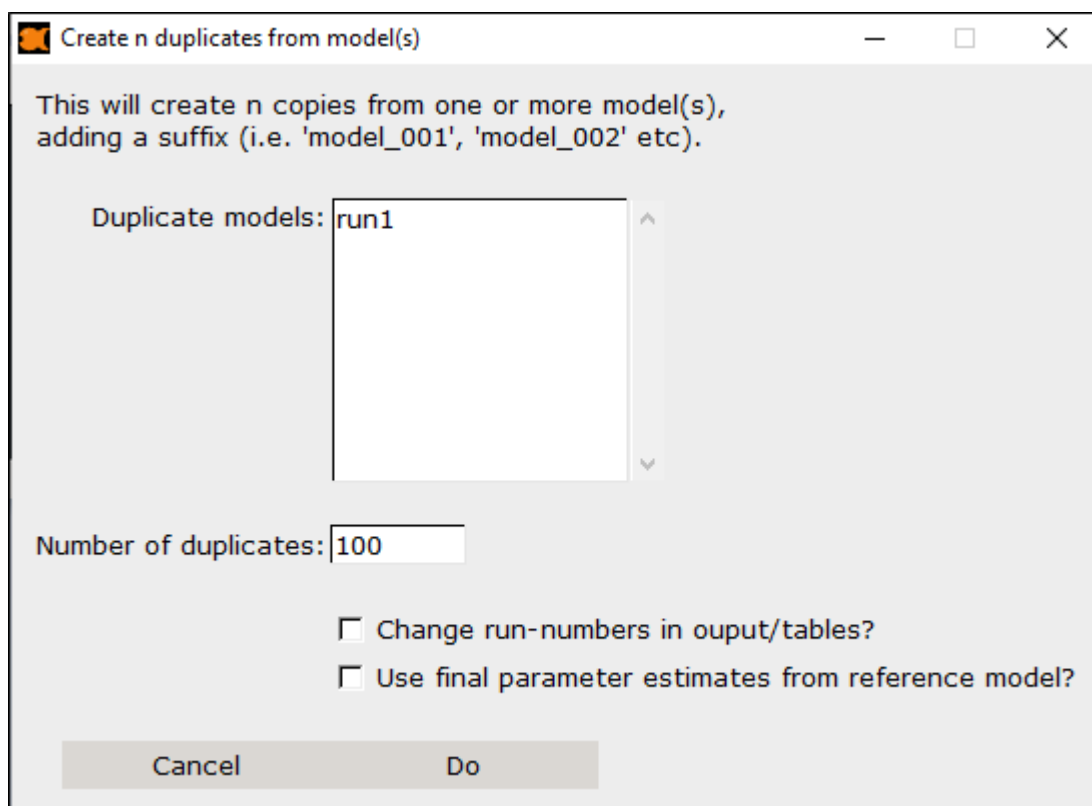 Create n duplicates from model(s)
This will create n copies from one or more model(s),
adding a suffix (i.e. 'model_001', 'model_002' etc).
Duplicate models: run1
Number of duplicates: 100
Change run-numbers in ouput/tables?
Use final parameter estimates from reference model?
Cancel Do